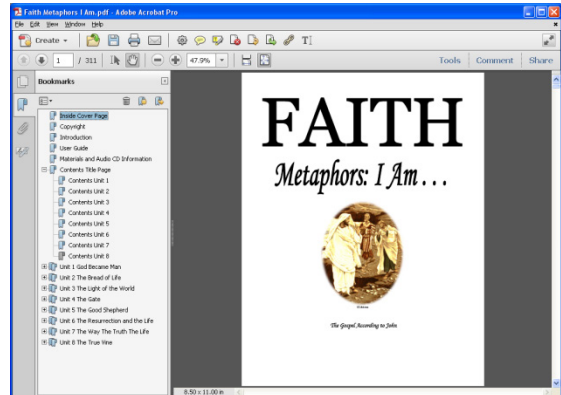 Faith Metaphors I Am.pdf - Adobe Acrobat Pro
File Edit View Window Help
Create
1 / 311 47.9% Tools Comment Share
Bookmarks
Inside Cover Page
Copyright
Introduction
User Guide
Materials and Audio CD Information
Contents Title Page
Contents Unit 1
Contents Unit 2
Contents Unit 3
Contents Unit 4
Contents Unit 5
Contents Unit 6
Contents Unit 7
Contents Unit 8
Unit 1 God Became Man
Unit 2 The Bread of Life
Unit 3 The Light of the World
Unit 4 The Gate
Unit 5 The Good Shepherd
Unit 6 The Resurrection and the Life
Unit 7 The Way The Truth The Life
Unit 8 The True Vine
FAITH
Metaphors: I Am . . .
The Gospel According to John
8.50 x 11.00 in